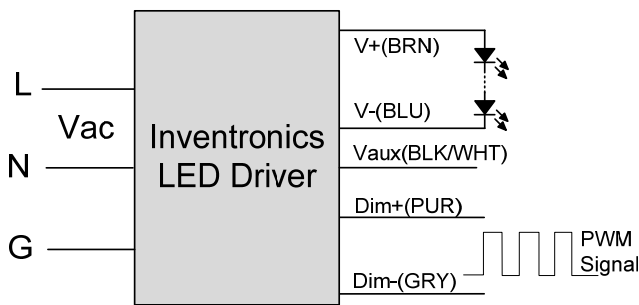 L
Vac
N
G
Inventronics
LED Driver
V+(BRN)
V-(BLU)
Vaux(BLK/WHT)
Dim+(PUR)
Dim-(GRY)
PWM
Signal